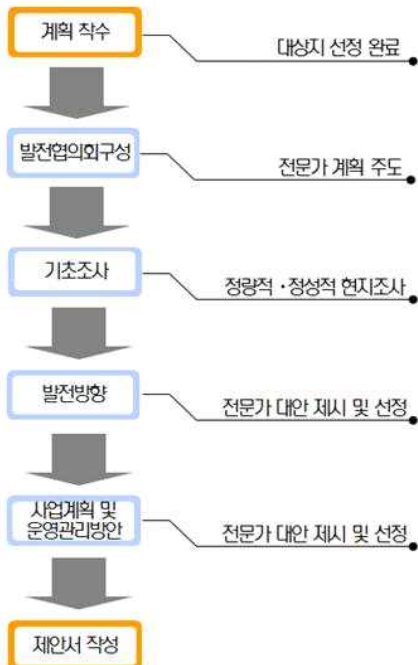 계획 착수
대상지 선정 완료
발전협의회구성
전문가 계획 주도
기초조사
정량적·정성적 현지조사
발전방향
전문가 대안 제시 및 선정
사업계획 및
운영관리방안
전문가 대안 제시 및 선정
제안서 작성